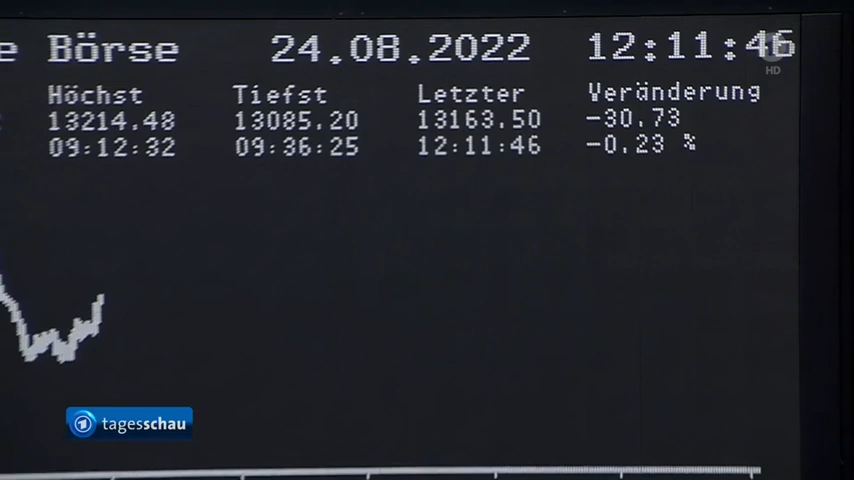 e Börse 24.08.2022 12:11:46
HD
Höchst Tiefst Letzter Veränderung
13214.48 13085.20 13163.50 -30.73
09:12:32 09:36:25 12:11:46 -0.23 %
tagesschau